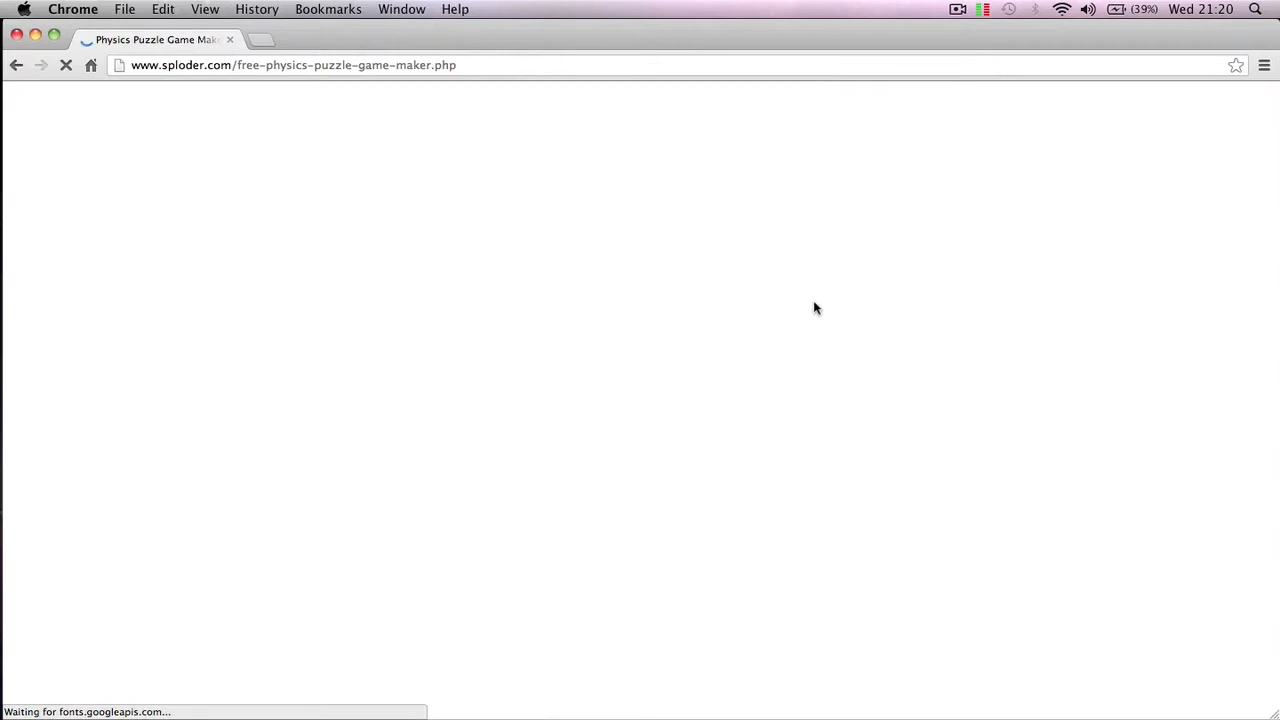 Chrome File Edit View History Bookmarks Window Help (39%) Wed 21:20
Physics Puzzle Game Mak
www.sploder.com/free-physics-puzzle-game-maker.php
Waiting for fonts.googleapis.com...